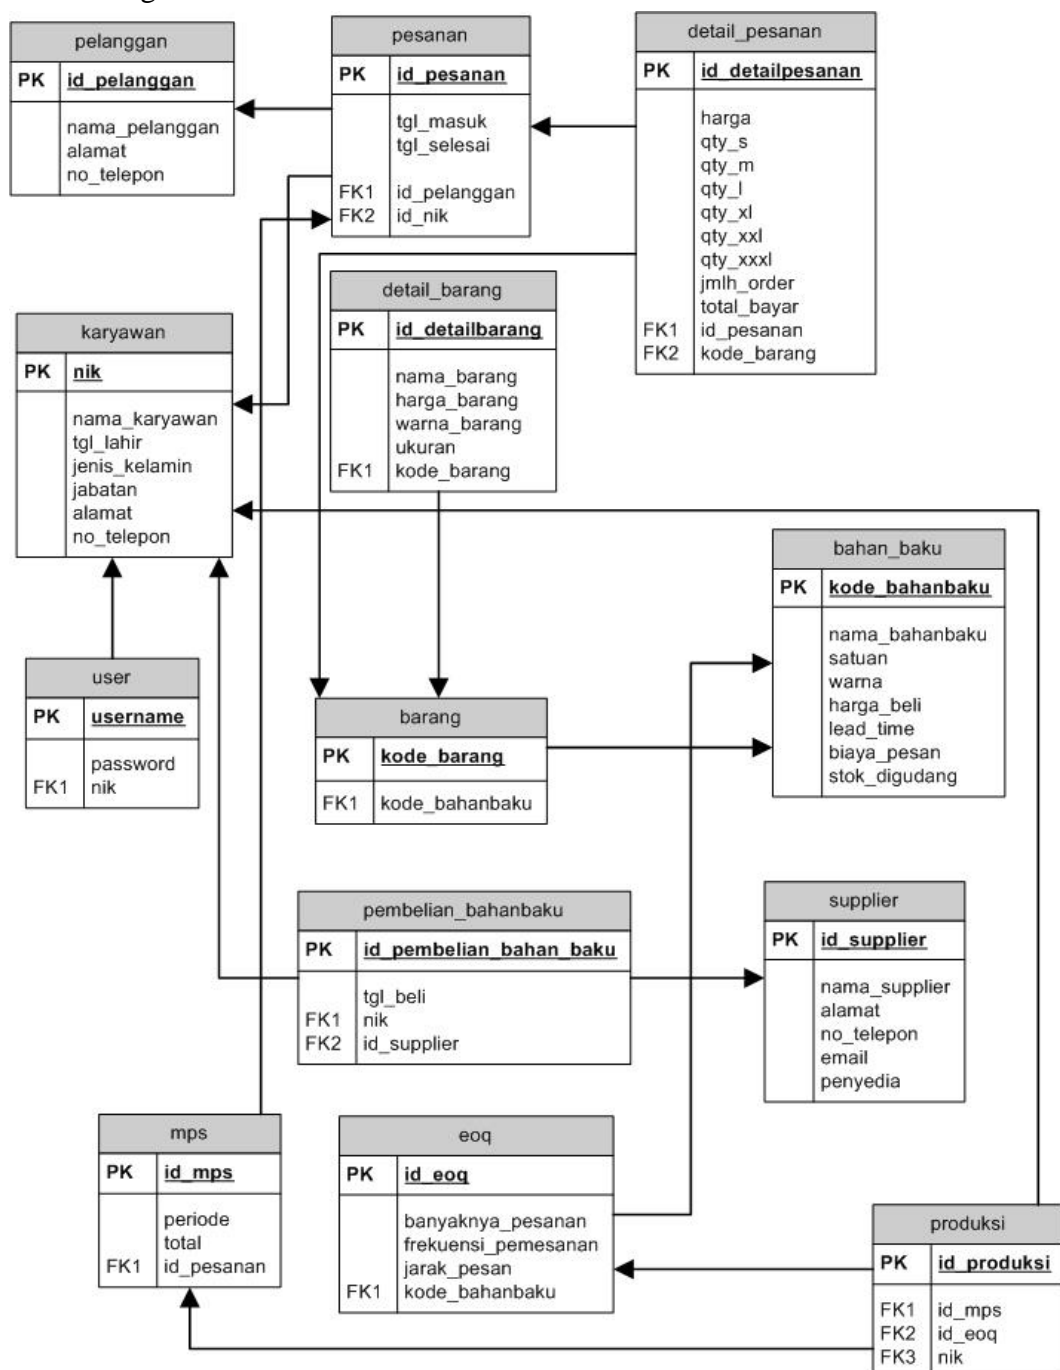 pelanggan
PK id_pelanggan
nama_pelanggan
alamat
no_telepon
pesanan
PK id_pesanan
tgl_masuk
tgl_selesai
FK1 id_pelanggan
FK2 id_nik
detail_pesanan
PK id_detailpesanan
harga
qty_s
qty_m
qty_l
qty_xl
qty_xxl
qty_xxxl
jmlh_order
total_bayar
FK1 id_pesanan
FK2 kode_barang
detail_barang
PK id_detailbarang
nama_barang
harga_barang
warna_barang
ukuran
FK1 kode_barang
karyawan
PK nik
nama_karyawan
tgl_lahir
jenis_kelamin
jabatan
alamat
no_telepon
bahan_baku
PK kode_bahanbaku
nama_bahanbaku
satuan
warna
harga_beli
lead_time
biaya_pesan
stok_digudang
user
PK username
password
FK1 nik
barang
PK kode_barang
FK1 kode_bahanbaku
pembelian_bahanbaku
PK id_pembelian_bahan_baku
tgl_beli
FK1 nik
FK2 id_supplier
supplier
PK id_supplier
nama_supplier
alamat
no_telepon
email
penyedia
mps
PK id_mps
periode
total
FK1 id_pesanan
eoq
PK id_eoq
banyaknya_pesanan
frekuensi_pemesanan
jarak_pesan
FK1 kode_bahanbaku
produksi
PK id_produksi
FK1 id_mps
FK2 id_eoq
FK3 nik